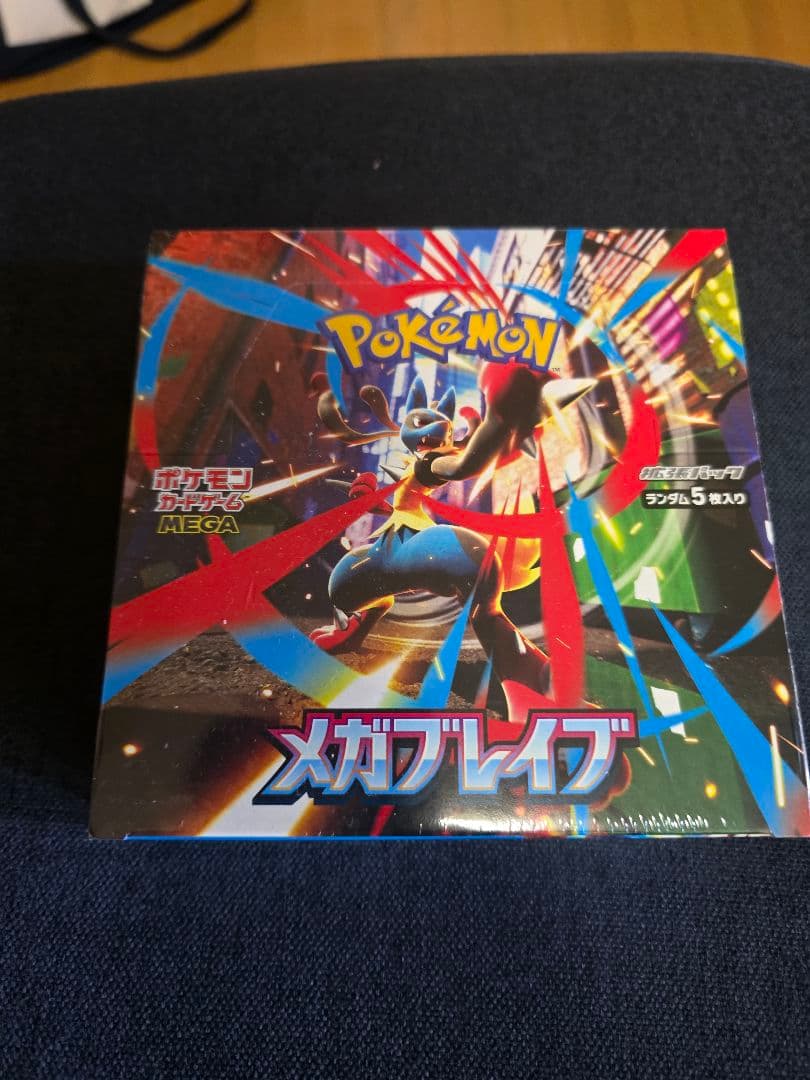 POKÉMON
TM
ポケモン
カードゲーム
MEGA
拡張パック
ランダム5枚入り
メガブレイブ